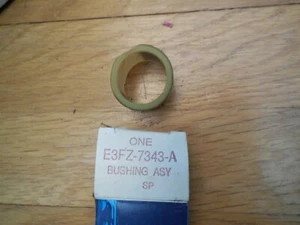 ONE
E3FZ-7343-A
BUSHING ASY
SP